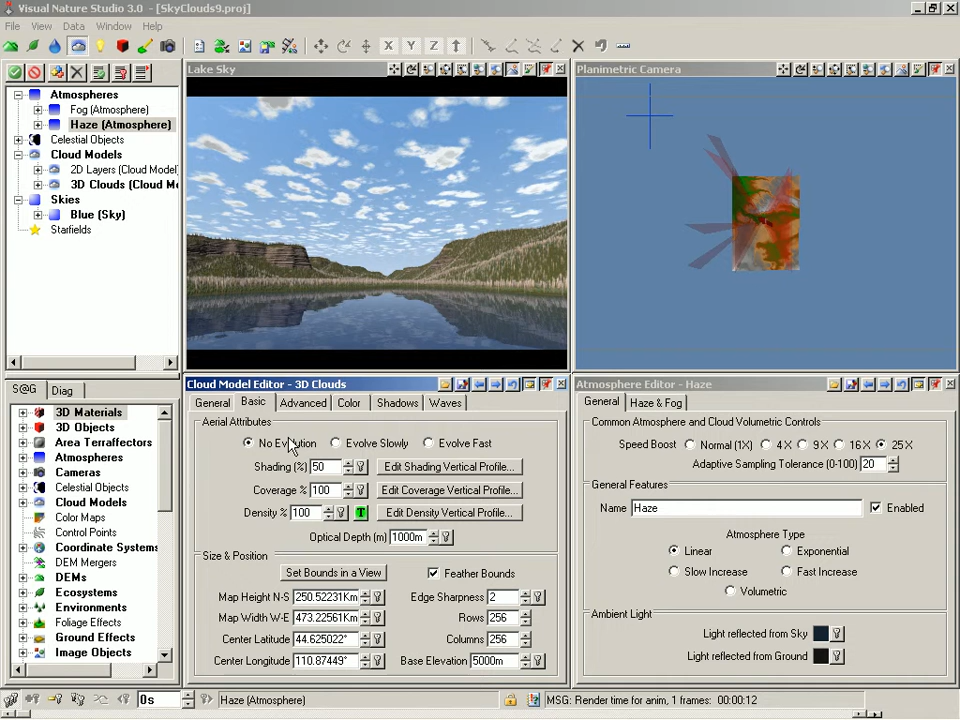 Visual Nature Studio 3.0 - [SkyClouds9.proj]
File View Data Window Help
X Y Z
Atmospheres
Fog (Atmosphere)
Haze (Atmosphere)
Celestial Objects
Cloud Models
2D Layers (Cloud Model
3D Clouds (Cloud M
Skies
Blue (Sky)
Starfields
Lake Sky
Planimetric Camera
S@G Diag
3D Materials
3D Objects
Area Terraffectors
Atmospheres
Cameras
Celestial Objects
Cloud Models
Color Maps
Control Points
Coordinate Systems
DEM Mergers
DEMs
Ecosystems
Environments
Foliage Effects
Ground Effects
Image Objects
Cloud Model Editor - 3D Clouds
General Basic Advanced Color Shadows Waves
Aerial Attributes
No Evolution Evolve Slowly Evolve Fast
Shading (%) 50 Edit Shading Vertical Profile...
Coverage % 100 Edit Coverage Vertical Profile...
Density % 100 T Edit Density Vertical Profile...
Optical Depth (m) 1000m
Size & Position
Set Bounds in a View Feather Bounds
Map Height N-S 250.52231Km Edge Sharpness 2
Map Width W-E 473.22561Km Rows 256
Center Latitude 44.625022° Columns 256
Center Longitude 110.87449° Base Elevation 5000m
Atmosphere Editor - Haze
General Haze & Fog
Common Atmosphere and Cloud Volumetric Controls
Speed Boost Normal (1X) 4 X 9 X 16 X 25 X
Adaptive Sampling Tolerance (0-100) 20
General Features
Name Haze Enabled
Atmosphere Type
Linear Exponential
Slow Increase Fast Increase
Volumetric
Ambient Light
Light reflected from Sky
Light reflected from Ground
0s Haze (Atmosphere) MSG: Render time for anim, 1 frames: 00:00:12